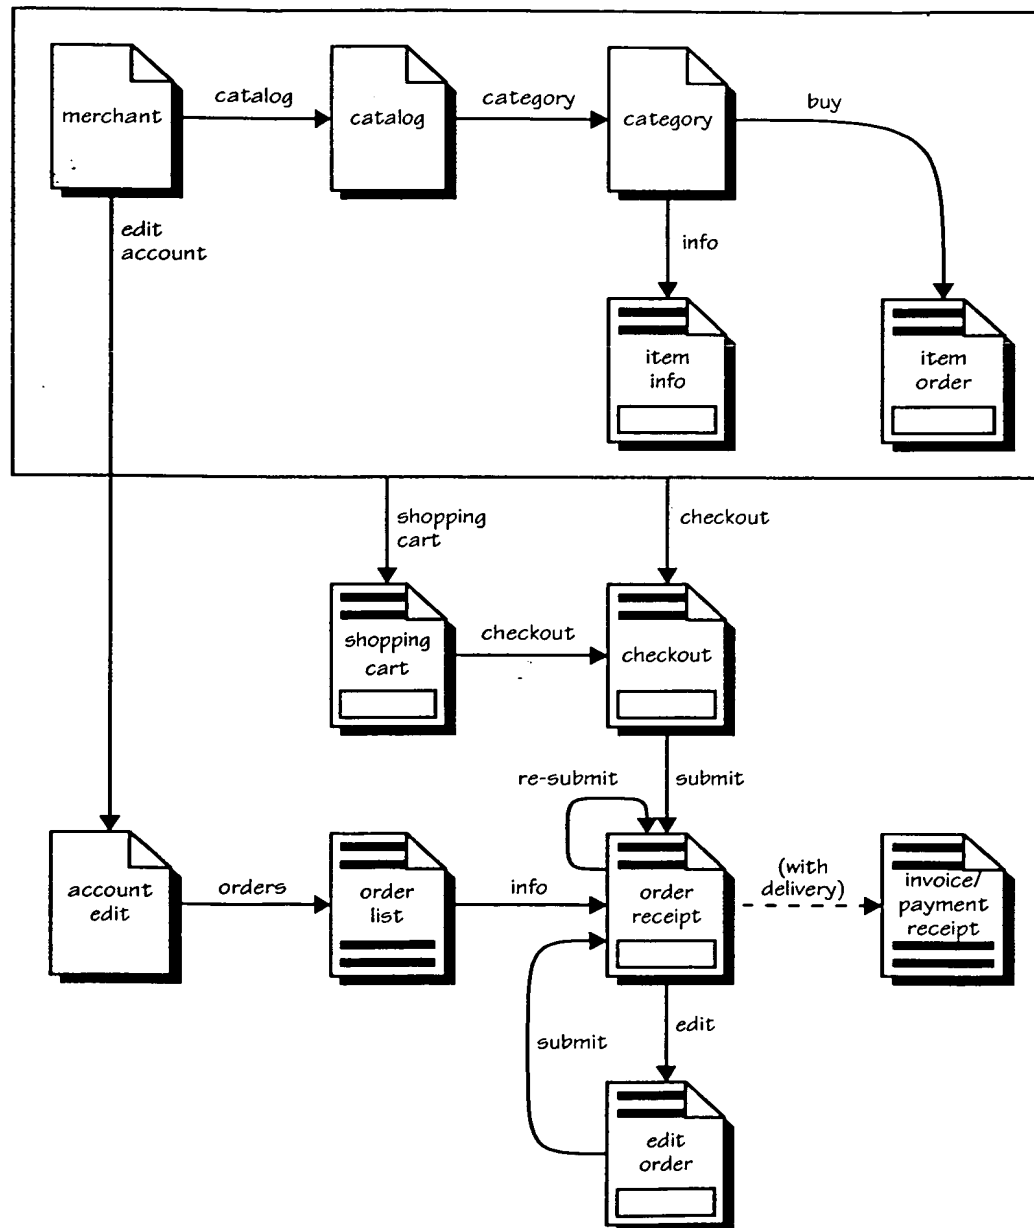 catalog
category
buy
merchant
catalog
category
edit
account
info
item
info
item
order
shopping
cart
checkout
shopping
cart
checkout
checkout
re-submit
submit
account
edit
orders
order
list
info
order
receipt
(with
delivery)
invoice/
payment
receipt
submit
edit
edit
order